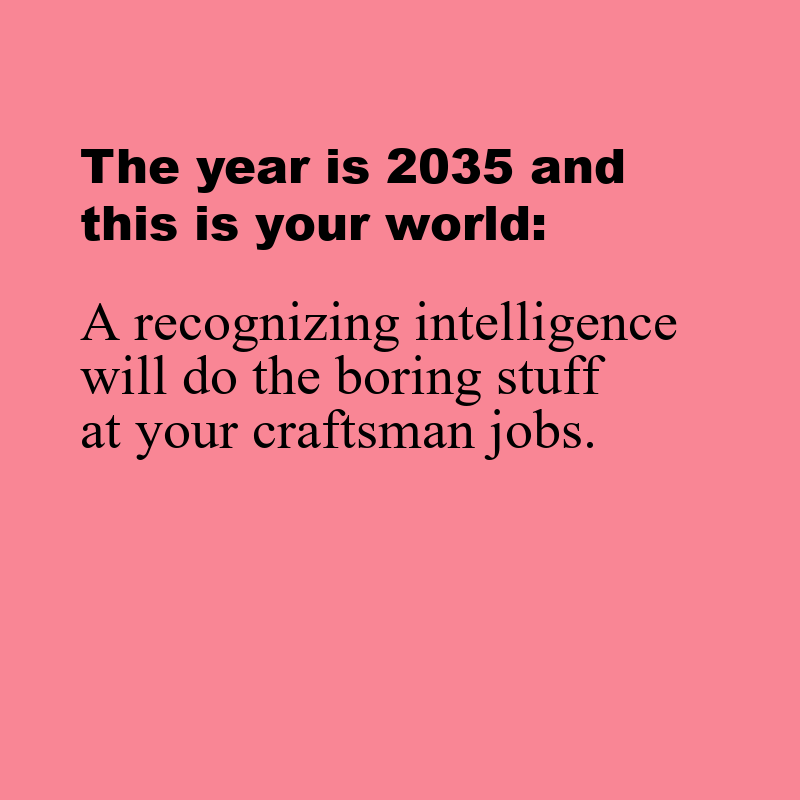 The year is 2035 and
this is your world:
A recognizing intelligence
will do the boring stuff
at your craftsman jobs.